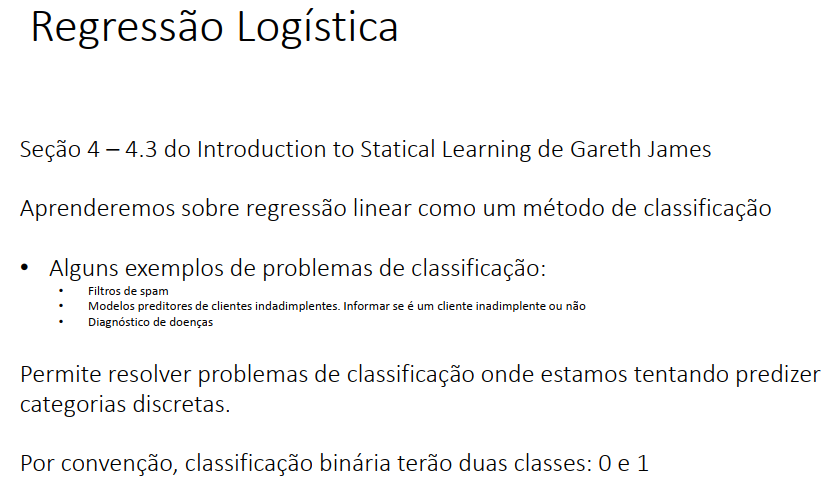 Regressão Logística
Seção 4 – 4.3 do Introduction to Statical Learning de Gareth James
Aprenderemos sobre regressão linear como um método de classificação
• Alguns exemplos de problemas de classificação:
• Filtros de spam
• Modelos preditores de clientes indadimplentes. Informar se é um cliente inadimplente ou não
• Diagnóstico de doenças
Permite resolver problemas de classificação onde estamos tentando predizer
categorias discretas.
Por convenção, classificação binária terão duas classes: 0 e 1